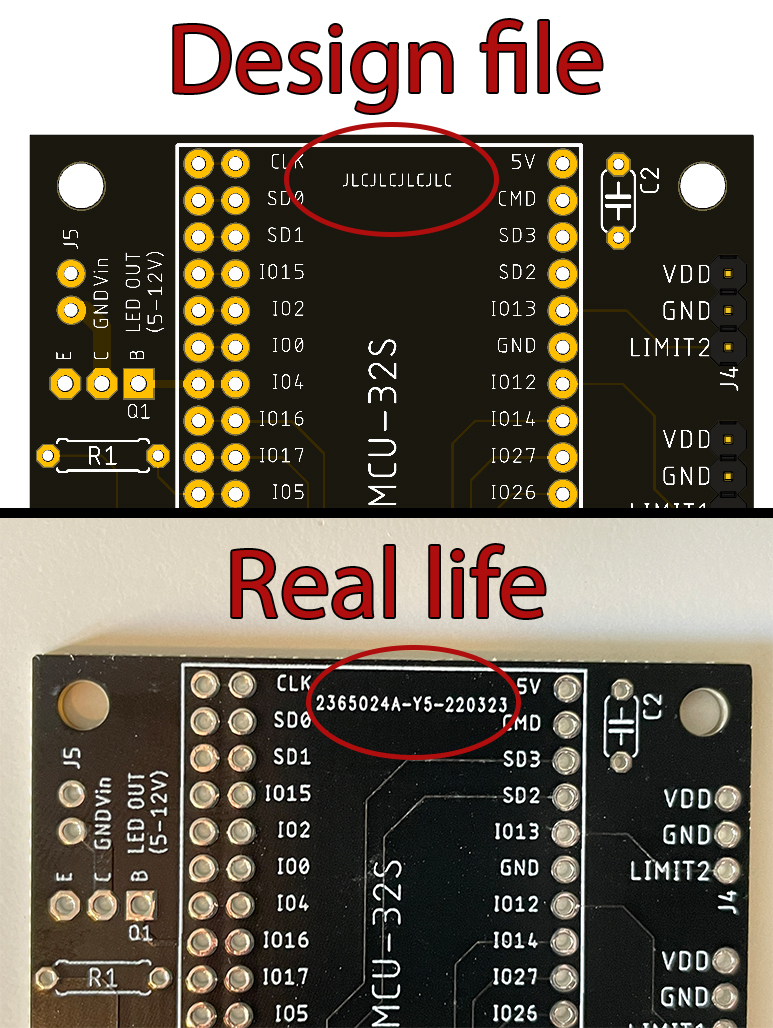 Design file
CLK
JLCJLCJLCJLC
5V
SD0
CMD
C2
SD1
SD3
J5
IO15
SD2
VDD
GNDVin
LED OUT
(5-12V)
IO2
IO13
GND
IO0
GND
LIMIT2
E
C
B
IO4
IO12
J4
Q1
IO16
IO14
VDD
R1
IO17
IO27
GND
IO5
IO26
LIMIT1
MCU-32S
Real life
CLK
2365024A-Y5-220323
5V
SD0
CMD
C2
SD1
SD3
J5
IO15
SD2
VDD
GNDVin
LED OUT
(5-12V)
IO2
IO13
GND
IO0
GND
LIMIT2
E
C
B
IO4
IO12
J4
Q1
IO16
IO14
VDD
R1
IO17
IO27
GND
IO5
IO26
MCU-32S